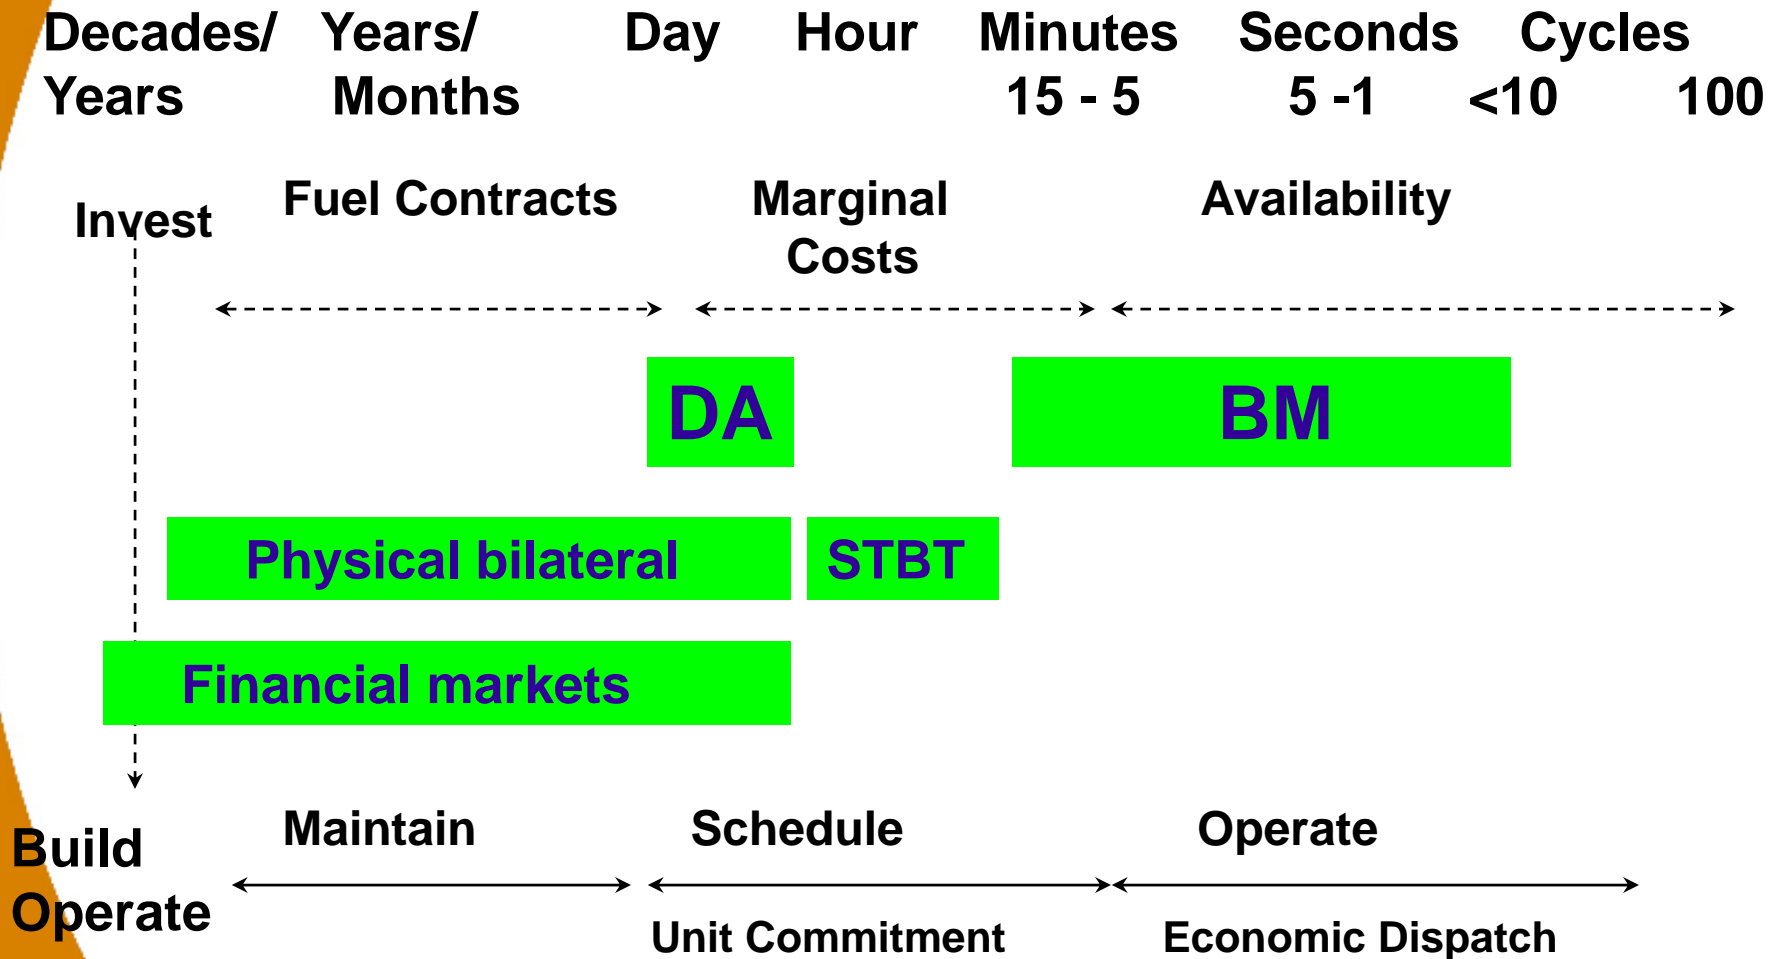 Decades/ Years/ Day Hour Minutes Seconds Cycles
Years Months 15 - 5 5 -1 <10 100
Invest Fuel Contracts Marginal Availability
Costs
DA BM
Physical bilateral STBT
Financial markets
Build Maintain Schedule Operate
Operate
Unit Commitment Economic Dispatch